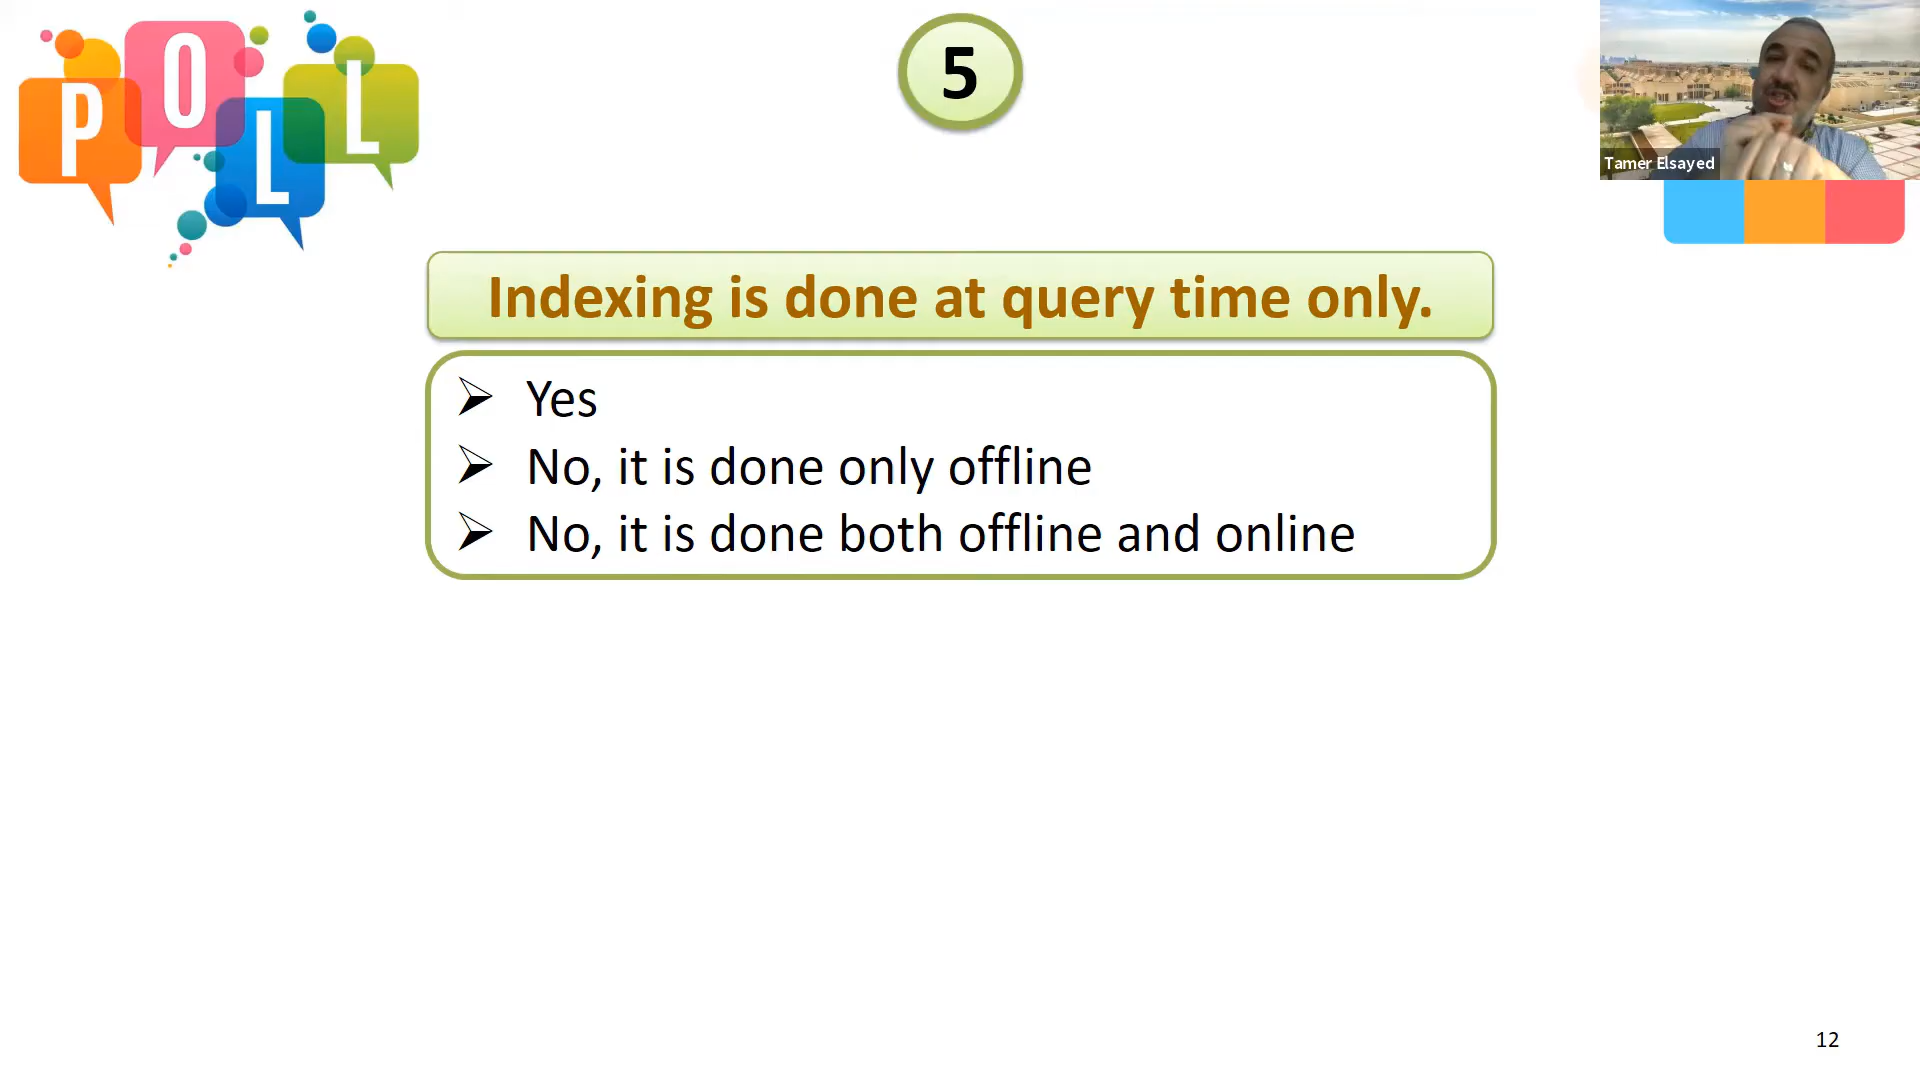 POLL
5
Tamer Elsayed
Indexing is done at query time only.
Yes
No, it is done only offline
No, it is done both offline and online
12